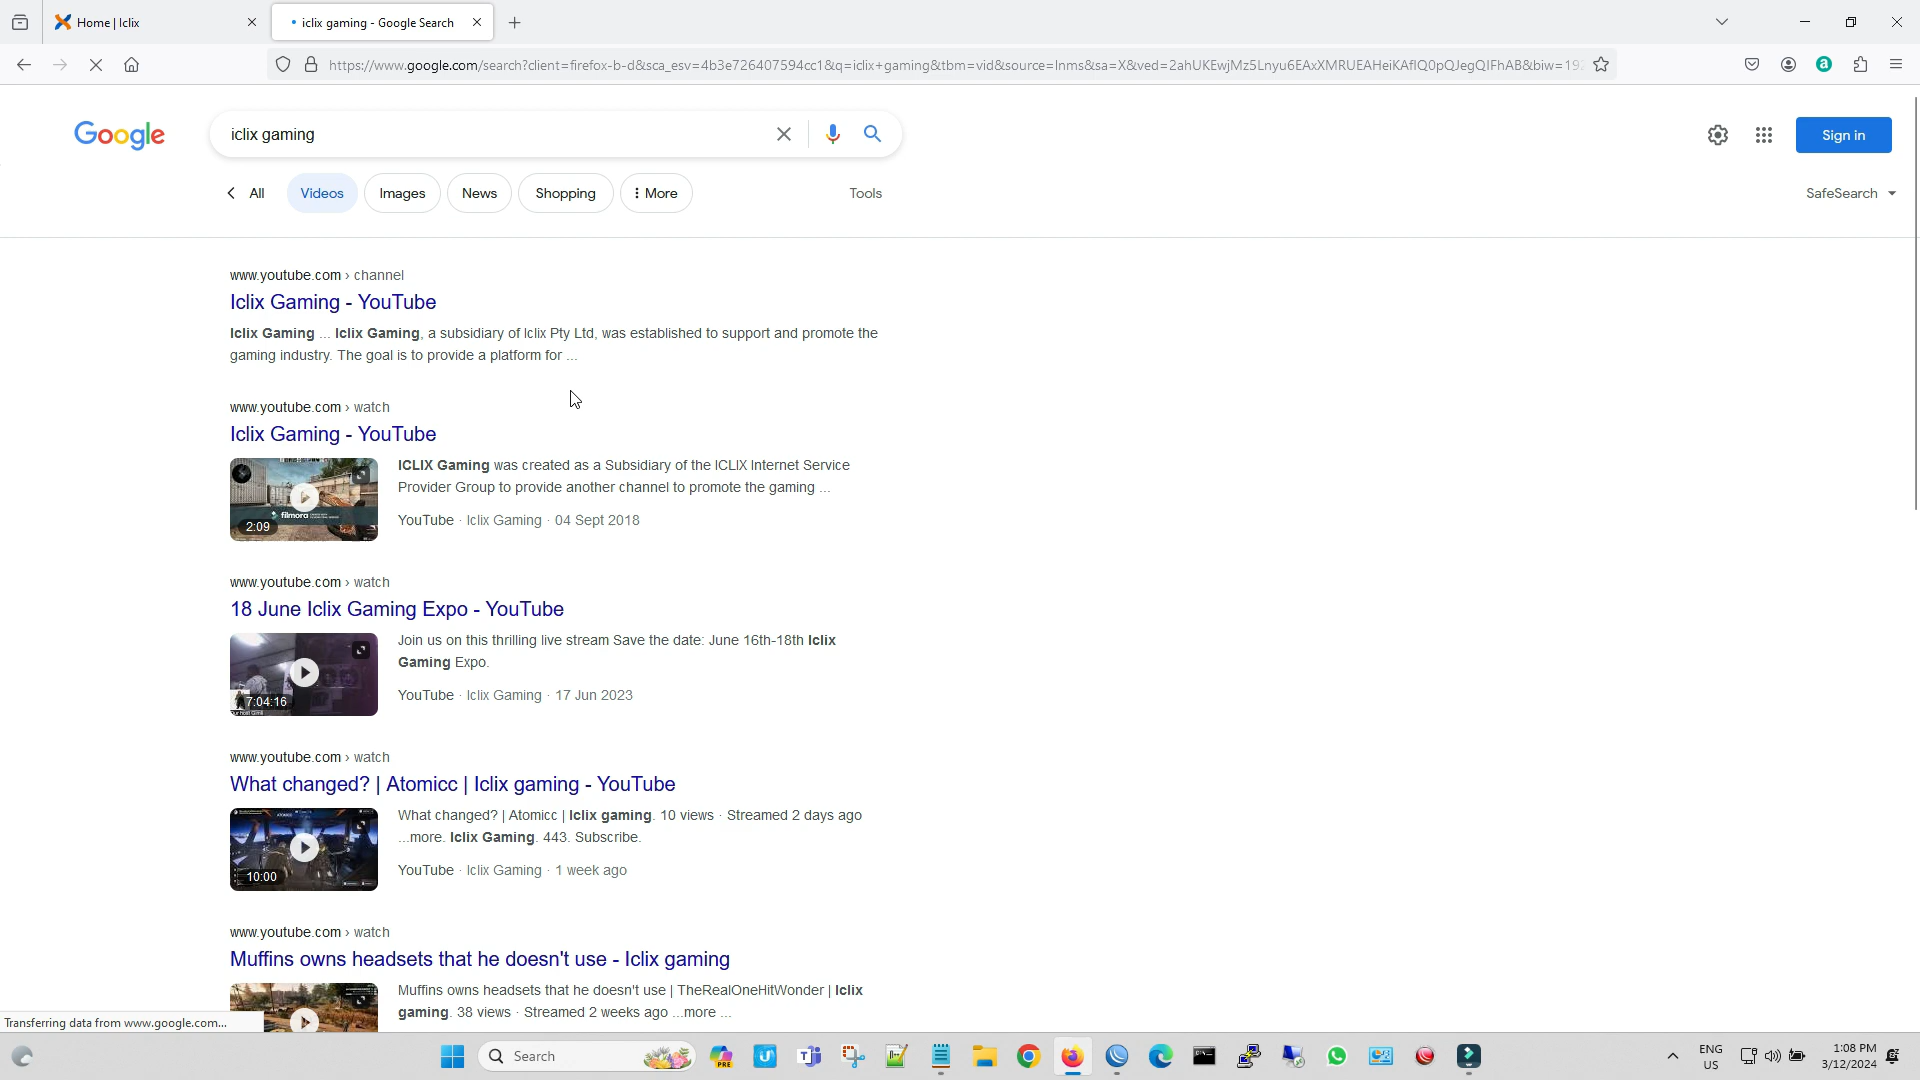 Home | Iclix
iclix gaming - Google Search
https://www.google.com/search?client=firefox-b-d&sca_esv=4b3e726407594cc1&q=iclix+gaming&tbm=vid&source=lnms&sa=X&ved=2ahUKEwjMz5Lnyu6EAxXMRUEAHeiKAfIQ0pQJegQIFhAB&biw=192
Google
iclix gaming
Sign in
All
Videos
Images
News
Shopping
More
Tools
SafeSearch
www.youtube.com › channel
Iclix Gaming - YouTube
Iclix Gaming ... Iclix Gaming, a subsidiary of Iclix Pty Ltd, was established to support and promote the
gaming industry. The goal is to provide a platform for ...
www.youtube.com › watch
Iclix Gaming - YouTube
filmora
2:09
ICLIX Gaming was created as a Subsidiary of the ICLIX Internet Service
Provider Group to provide another channel to promote the gaming ...
YouTube · Iclix Gaming · 04 Sept 2018
www.youtube.com › watch
18 June Iclix Gaming Expo - YouTube
7:04:16
Join us on this thrilling live stream Save the date: June 16th-18th Iclix
Gaming Expo.
YouTube · Iclix Gaming · 17 Jun 2023
www.youtube.com › watch
What changed? | Atomicc | Iclix gaming - YouTube
10:00
What changed? | Atomicc | Iclix gaming. 10 views · Streamed 2 days ago
...more. Iclix Gaming. 443. Subscribe.
YouTube · Iclix Gaming · 1 week ago
www.youtube.com › watch
Muffins owns headsets that he doesn't use - Iclix gaming
Muffins owns headsets that he doesn't use | TheRealOneHitWonder | Iclix
gaming. 38 views · Streamed 2 weeks ago ...more ...
Transferring data from www.google.com...
Search
PRE
ENG
US
1:08 PM
3/12/2024